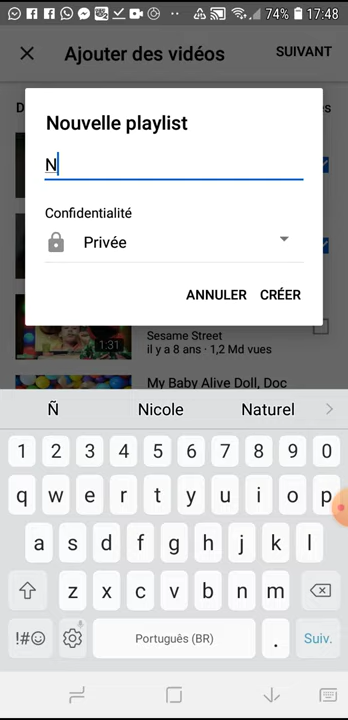 74% 17:48
Ajouter des vidéos SUIVANT
Nouvelle playlist
N
Confidentialité
Privée
ANNULER CRÉER
1:31
Sesame Street
il y a 8 ans · 1,2 Md vues
My Baby Alive Doll, Doc
Ñ Nicole Naturel
1 2 3 4 5 6 7 8 9 0
q w e r t y u i o p
a s d f g h j k l
z x c v b n m
!#☺ Português (BR) . Suiv.